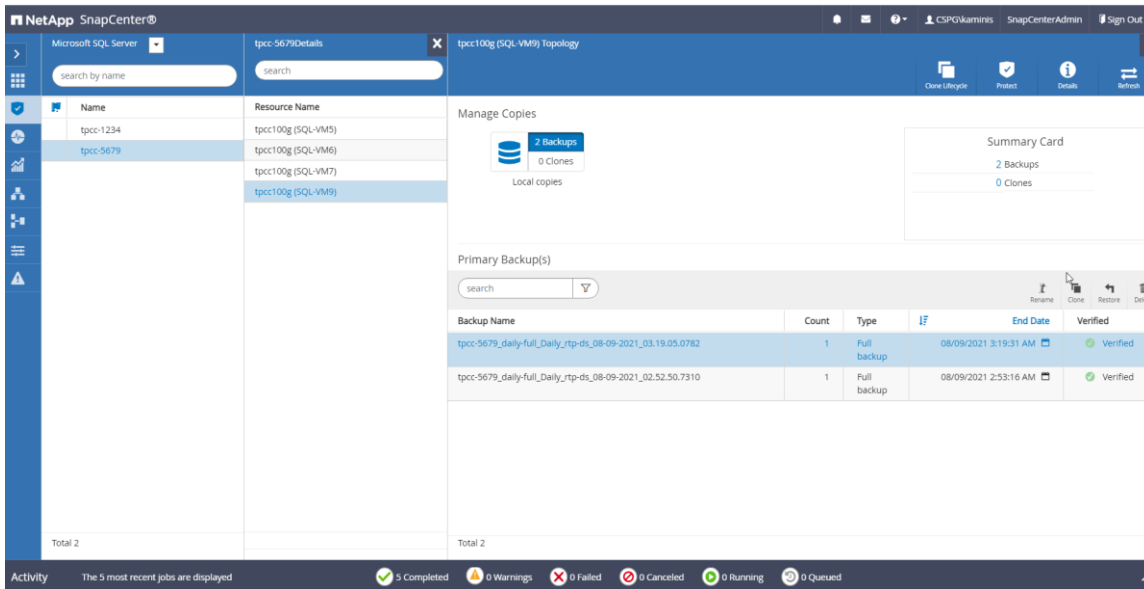 NetApp SnapCenter®
CSPG\kaminis SnapCenterAdmin Sign Out
Microsoft SQL Server
search by name
Name
tpcc-1234
tpcc-5679
Total 2
tpcc-5679Details
search
Resource Name
tpcc100g (SQL-VM5)
tpcc100g (SQL-VM6)
tpcc100g (SQL-VM7)
tpcc100g (SQL-VM9)
tpcc100g (SQL-VM9) Topology
Clone Lifecycle Protect Details Refresh
Manage Copies
2 Backups
0 Clones
Local copies
Summary Card
2 Backups
0 Clones
Primary Backup(s)
search
Rename Clone Restore Del
Backup Name Count Type End Date Verified
tpcc-5679_daily-full_Daily_rtp-ds_08-09-2021_03.19.05.0782 1 Full 08/09/2021 3:19:31 AM Verified
backup
tpcc-5679_daily-full_Daily_rtp-ds_08-09-2021_02.52.50.7310 1 Full 08/09/2021 2:53:16 AM Verified
backup
Total 2
Activity The 5 most recent jobs are displayed 5 Completed 0 Warnings 0 Failed 0 Canceled 0 Running 0 Queued